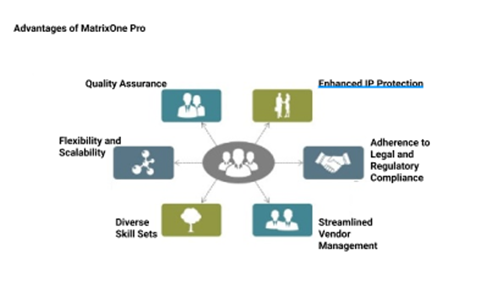 Advantages of MatrixOne Pro
Quality Assurance
Enhanced IP Protection
Flexibility and
Scalability
Adherence to
Legal and
Regulatory
Compliance
Diverse
Skill Sets
Streamlined
Vendor
Management